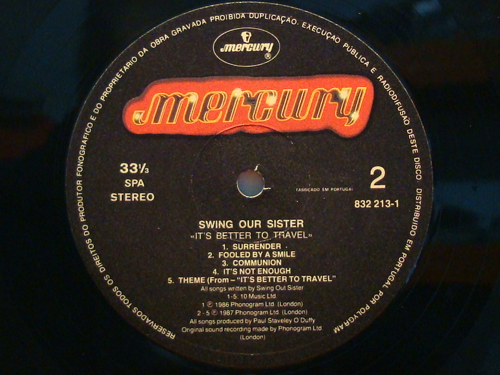 RESERVADOS TODOS OS DIREITOS DO PRODUTOR FONOGRAFICO E DO PROPRIETARIO DA OBRA GRAVADA PROIBIDA DUPLICAÇAO, EXECUÇÃO PÚBLICA E RADIODIFUSÃO DESTE DISCO DISTRIBUIDO EM PORTUGAL POR POLYGRAM
mercury
®
mercury
33⅓
SPA
STEREO
FABRICADO EM PORTUGAL
2
832 213-1
SWING OUR SISTER
«IT'S BETTER TO TRAVEL»
1. SURRENDER
2. FOOLED BY A SMILE
3. COMMUNION
4. IT'S NOT ENOUGH
5. THEME (From – "IT'S BETTER TO TRAVEL"
All songs written by Swing Out Sister
1-5: 10 Music Ltd
1 ℗ 1986 Phonogram Ltd (London)
2 - 5 ℗ 1987 Phonogram Ltd. (London)
All songs produced by Paul Staveley O Duffy
Original sound recording made by Phonogram Ltd
(London)